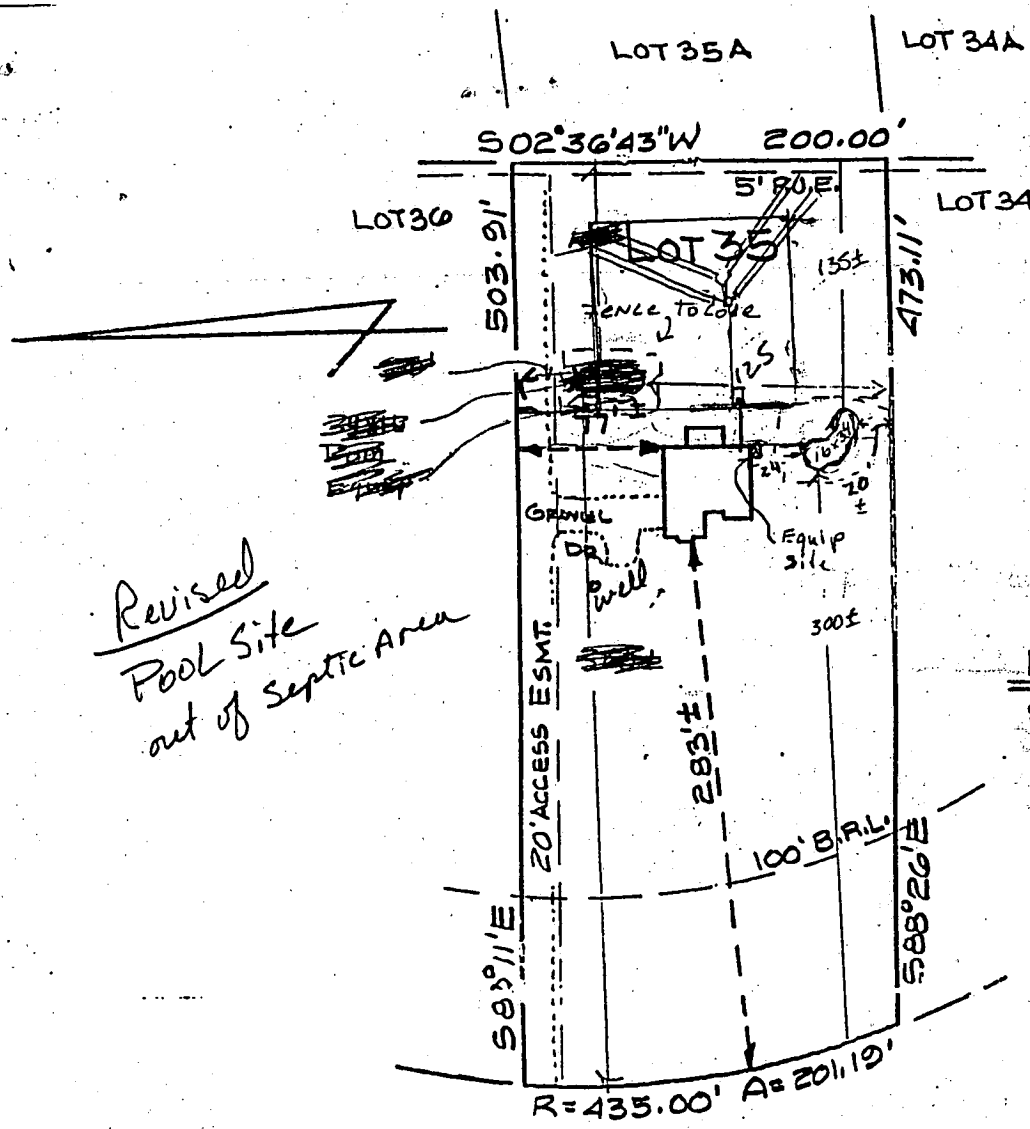 LOT 35A
LOT 34A
S02°36'43"W 200.00'
5' P.U.E.
LOT 36
LOT 34
LOT 35
503.91'
473.11'
135±
Fence To Code
125
77'±
16x34
24'
20'
±
Gravel
Dr.
Equip
Site
Well
300±
Revised
Pool Site
out of Septic Area
20' ACCESS ESMT.
283'±
100' B.R.L.
S88°26'E
R=435.00' A=201.19'